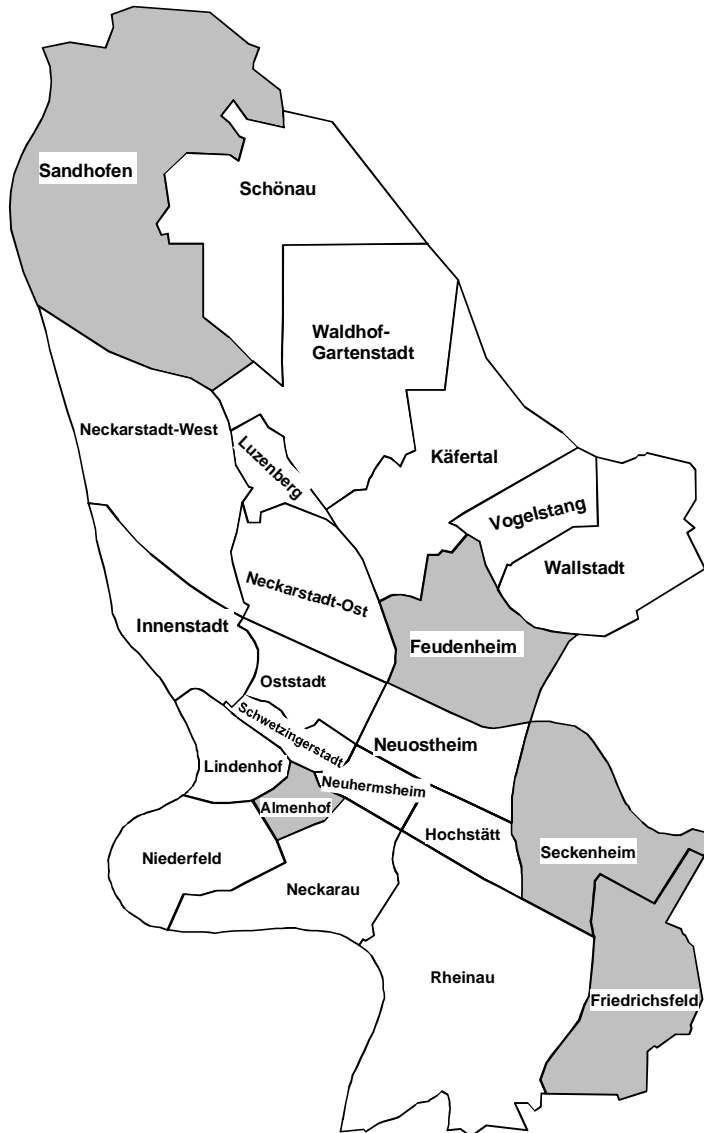 Sandhofen
Schönau
Waldhof-
Gartenstadt
Neckarstadt-West
Luzenberg
Käfertal
Vogelstang
Wallstadt
Neckarstadt-Ost
Innenstadt
Feudenheim
Oststadt
Schwetzingerstadt
Neuostheim
Lindenhof
Neuhermsheim
Almenhof
Hochstätt
Niederfeld
Seckenheim
Neckarau
Rheinau
Friedrichsfeld